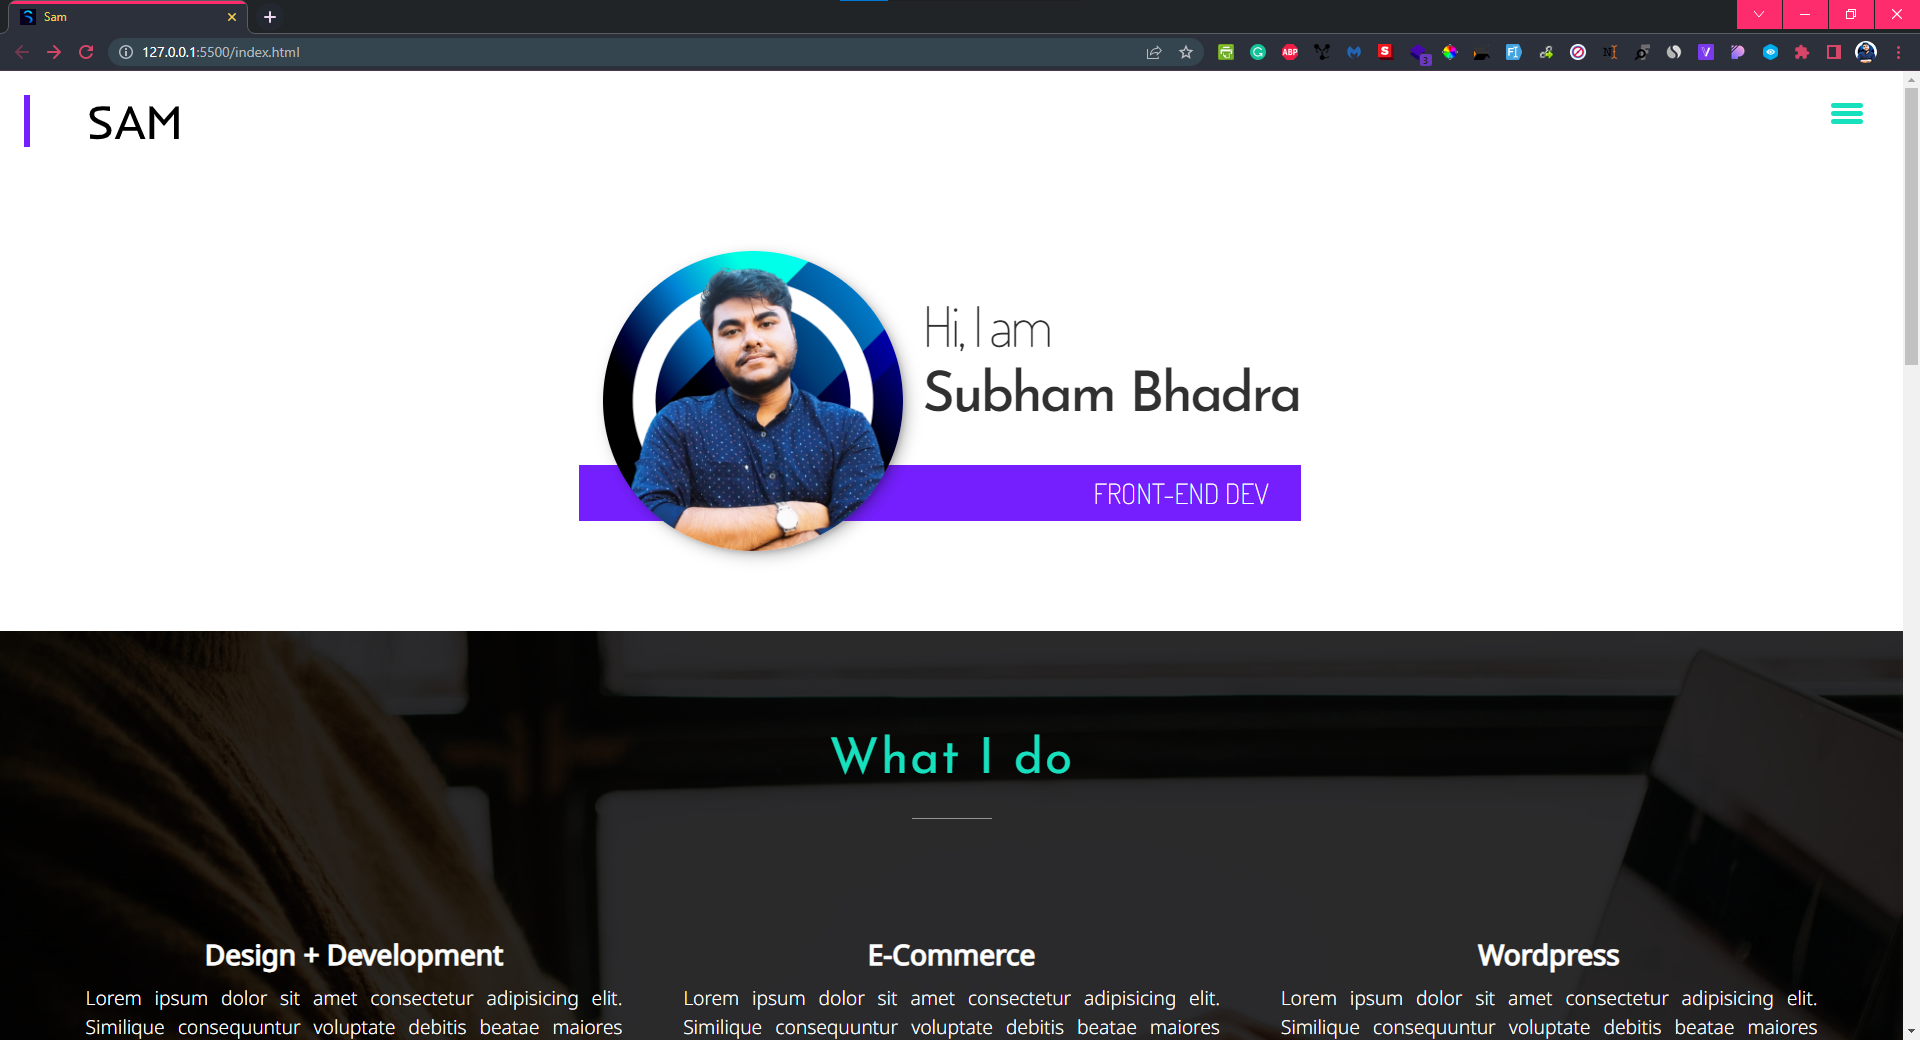 Sam
127.0.0.1:5500/index.html
ABP
S
3
F
N
V
SAM
Hi, I am
Subham Bhadra
FRONT-END DEV
What I do
Design + Development
Lorem ipsum dolor sit amet consectetur adipisicing elit.
Similique consequuntur voluptate debitis beatae maiores
E-Commerce
Lorem ipsum dolor sit amet consectetur adipisicing elit.
Similique consequuntur voluptate debitis beatae maiores
Wordpress
Lorem ipsum dolor sit amet consectetur adipisicing elit.
Similique consequuntur voluptate debitis beatae maiores